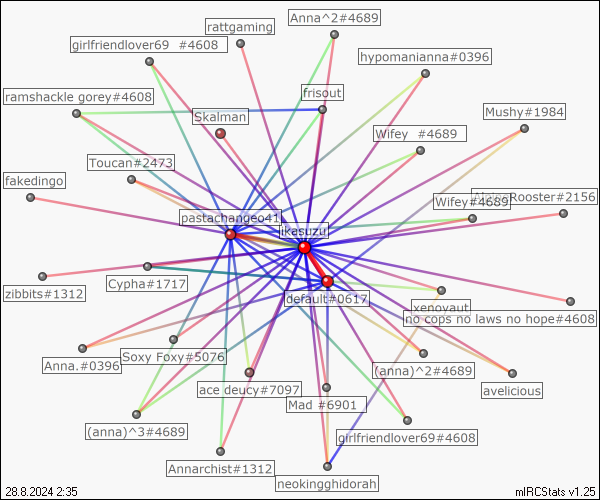 Anna^2#4689
rattgaming
girlfriendlover69 #4608
hypomanianna#0396
frisout
ramshackle gorey#4608
Skalman
Mushy#1984
Wifey #4689
Toucan#2473
fakedingo
Rooster#2156
Wifey#4689
pastachangeo41
ikesuzu
Cypha#1717
zibbits#1312
default#0617
xenoyaut
no cops no laws no hope#4608
Anna.#0396
Soxy Foxy#5076
(anna)^2#4689
ace deucy#7097
avelicious
Mad #6901
(anna)^3#4689
girlfriendlover69#4608
Annarchist#1312
neokingghidorah
28.8.2024 2:35
mIRCStats v1.25